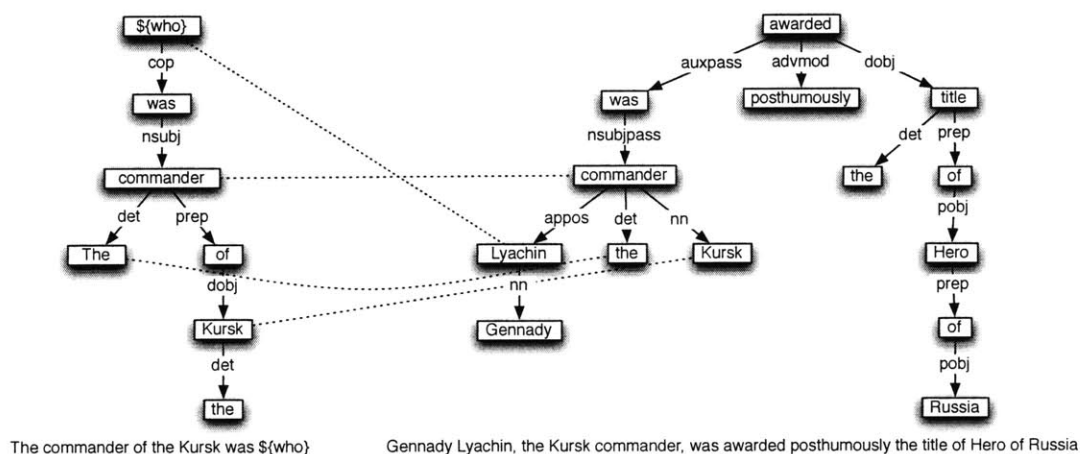 ${who} awarded
cop auxpass advmod dobj
was was posthumously title
nsubj nsubjpass det prep
commander commander the of
det prep appos det nn pobj
The of Lyachin the Kursk Hero
dobj nn prep
Kursk Gennady of
det pobj
the Russia
The commander of the Kursk was ${who} Gennady Lyachin, the Kursk commander, was awarded posthumously the title of Hero of Russia